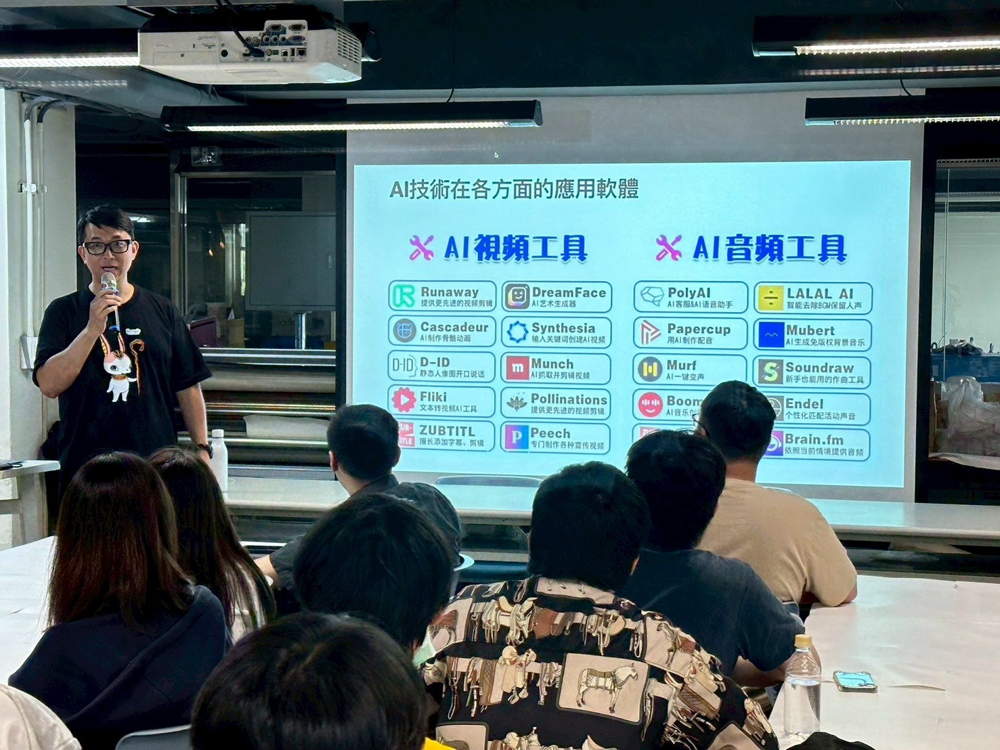 AI技術在各方面的應用軟體
AI視頻工具
AI音頻工具
Runaway
提供更先进的视频剪辑
DreamFace
AI艺术生成器
Cascadeur
AI制作骨骼动画
Synthesia
输入关键词创建AI视频
D-ID
D-ID
静态人像图开口说话
m
Munch
AI抓取并剪辑视频
Fliki
文本转视频AI工具
Pollinations
提供更先进的视频剪辑
SUB-
TITLE
ZUBTITL
擅长添加字幕、剪辑
P
Peech
专门制作各种宣传视频
PolyAI
AI客服&AI语音助手
LALAL AI
智能去除BGM保留人声
Papercup
用AI制作配音
Mubert
AI生成免版权背景音乐
Murf
AI一键变声
S
Soundraw
新手也能用的作曲工具
Boom
AI音乐创
Endel
个性化匹配活动声音
Brain.fm
依照当前情境提供音频